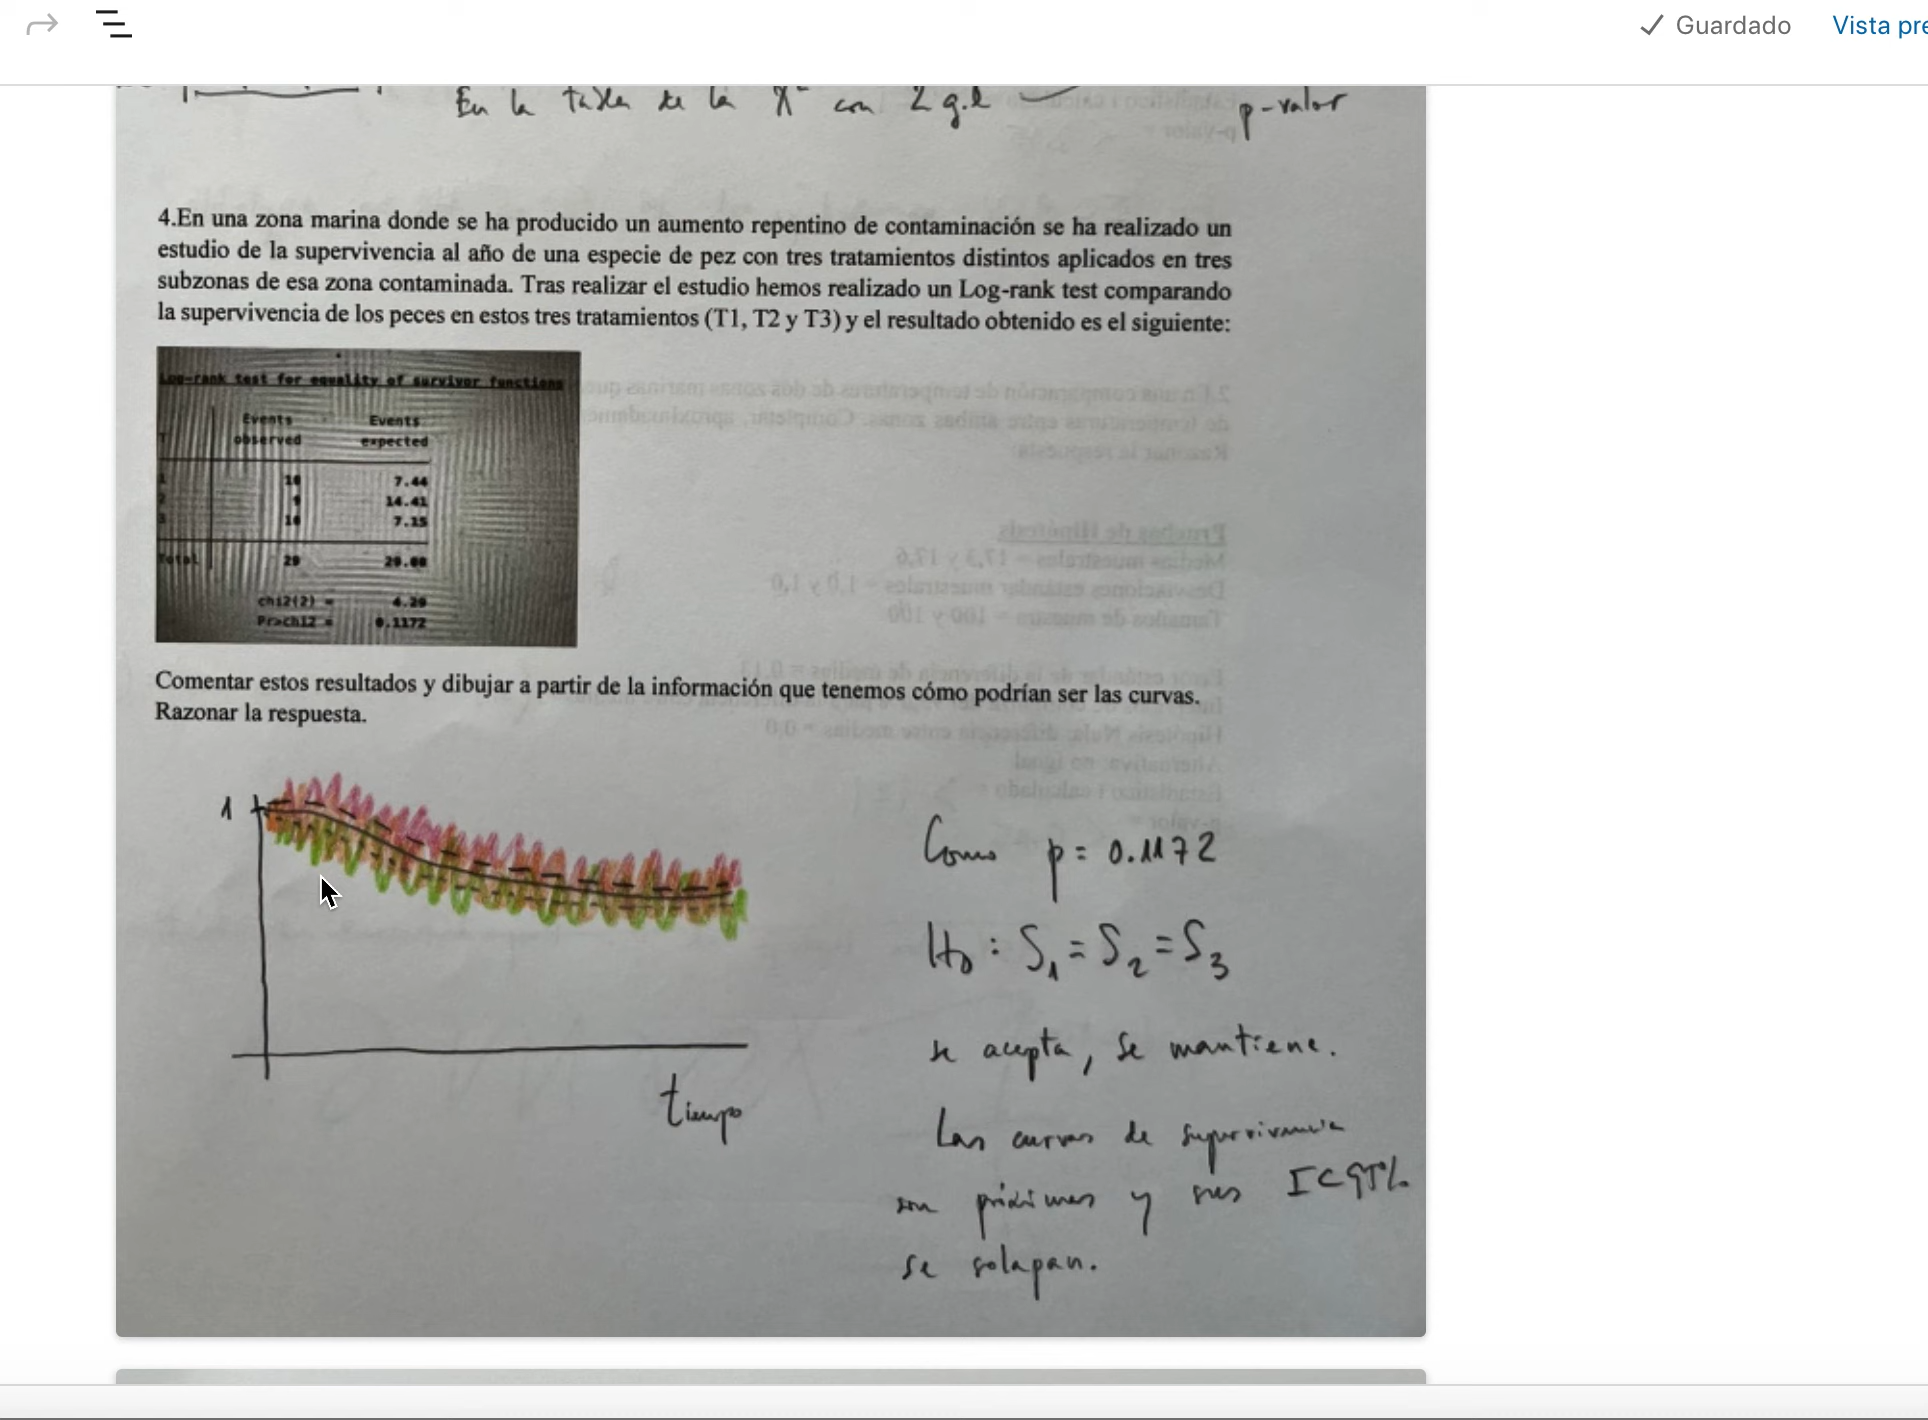 Guardado
Vista pre
En la tabla de la X² con 2 g.l
p-valor
4.En una zona marina donde se ha producido un aumento repentino de contaminación se ha realizado un
estudio de la supervivencia al año de una especie de pez con tres tratamientos distintos aplicados en tres
subzonas de esa zona contaminada. Tras realizar el estudio hemos realizado un Log-rank test comparando
la supervivencia de los peces en estos tres tratamientos (T1, T2 y T3) y el resultado obtenido es el siguiente:
Log-rank test for equality of survivor functions
Events Events
T observed expected
1 10 7.44
2 9 14.41
3 10 7.15
Total 29 29.00
chi2(2) = 4.29
Pr>chi2 = 0.1172
Comentar estos resultados y dibujar a partir de la información que tenemos cómo podrían ser las curvas.
Razonar la respuesta.
1
tiempo
Como p = 0.1172
H0 : S1 = S2 = S3
se acepta, se mantiene.
Las curvas de supervivencia
son próximas y sus IC95%
se solapan.